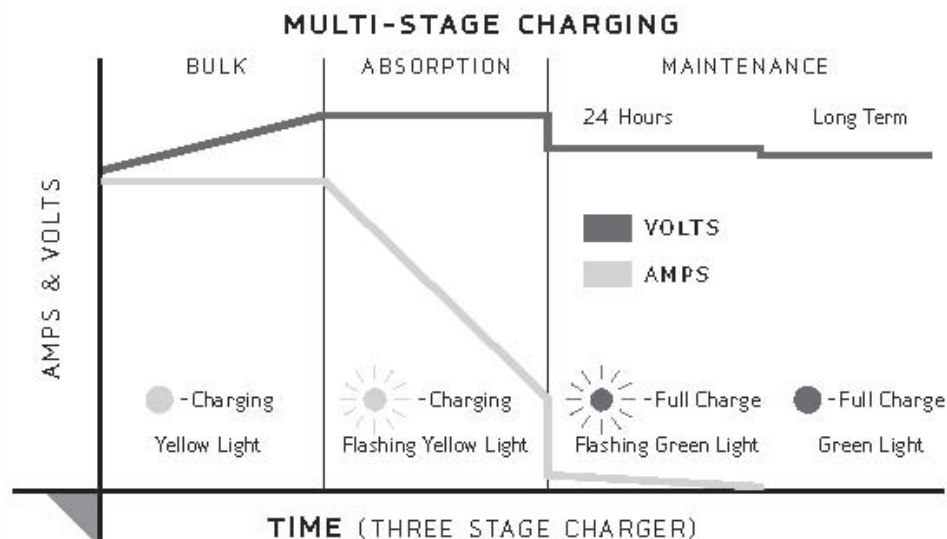 MULTI-STAGE CHARGING
BULK ABSORPTION MAINTENANCE
24 Hours Long Term
AMPS & VOLTS
VOLTS
AMPS
-Charging -Charging -Full Charge -Full Charge
Yellow Light Flashing Yellow Light Flashing Green Light Green Light
TIME (THREE STAGE CHARGER)